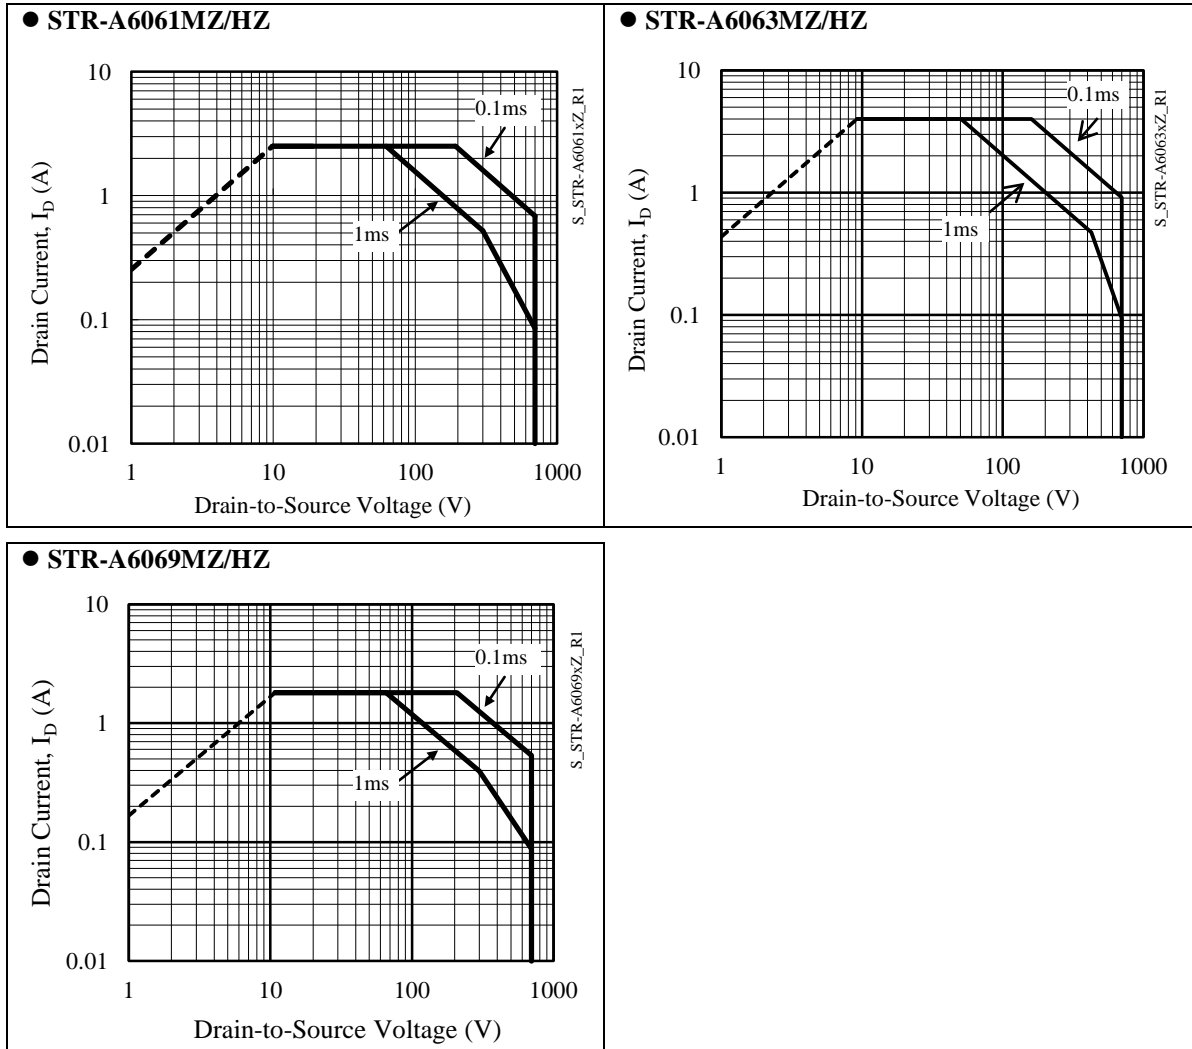 ● STR-A6061MZ/HZ
10
1
0.1
0.01
1
10
100
1000
Drain-to-Source Voltage (V)
Drain Current, I_D (A)
0.1ms
1ms
S_STR-A6061xZ_R1
● STR-A6063MZ/HZ
10
1
0.1
0.01
1
10
100
1000
Drain-to-Source Voltage (V)
Drain Current, I_D (A)
0.1ms
1ms
S_STR-A6063xZ_R1
● STR-A6069MZ/HZ
10
1
0.1
0.01
1
10
100
1000
Drain-to-Source Voltage (V)
Drain Current, I_D (A)
0.1ms
1ms
S_STR-A6069xZ_R1